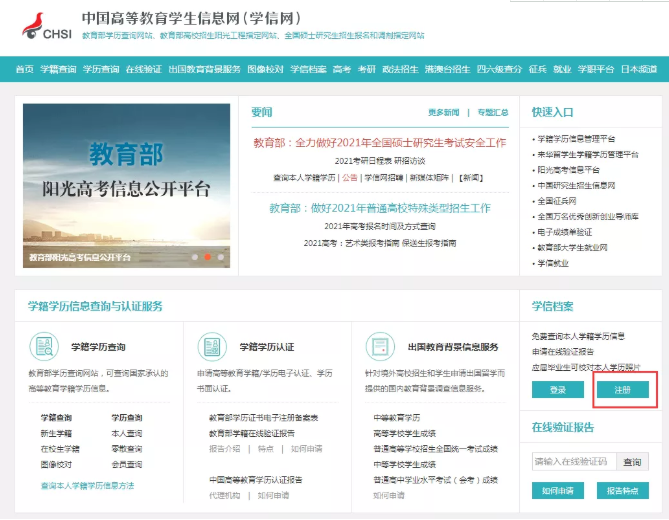 中国高等教育学生信息网(学信网)
CHSI
教育部学历查询网站、教育部高校招生阳光工程指定网站、全国硕士研究生招生报名和调剂指定网站
首页 学籍查询 学历查询 在线验证 出国教育背景服务 图像校对 学信档案 高考 考研 政法招生 港澳台招生 四六级查分 征兵 就业 学职平台 日本频道
教育部
阳光高考信息公开平台
教育部阳光高考信息公开平台
要闻
更多新闻 | 专题汇总
教育部：全力做好2021年全国硕士研究生考试安全工作
2021考研日程表 研招访谈
查询本人学籍学历 | 公告 | 学信网招聘 | 新媒体矩阵 | 【新闻】
教育部：做好2021年普通高校特殊类型招生工作
2021年高考报名时间及方式查询
2021高考：艺术类报考指南 保送生报考指南
快速入口
• 学籍学历信息管理平台
• 来华留学生学籍学历管理平台
• 阳光高考信息平台
• 中国研究生招生信息网
• 全国征兵网
• 全国万名优秀创新创业导师库
• 电子成绩单验证
• 教育部大学生就业网
• 学信就业
学籍学历信息查询与认证服务
学籍学历查询
教育部学历查询网站，可查询国家承认的
高等教育学籍学历信息。
学籍查询 学历查询
新生学籍 本人查询
在校生学籍 零散查询
图像校对 会员查询
查询本人学籍学历信息方法
学籍学历认证
申请高等教育学籍/学历电子认证、学历
书面认证。
教育部学历证书电子注册备案表
教育部学籍在线验证报告
报告介绍 | 特点 | 如何申请
中国高等教育学历认证报告
代理机构 | 如何申请
出国教育背景信息服务
针对境外高校招生和学生申请出国留学而
提供的国内教育背景调查信息服务。
中等教育学历
高等学校学生成绩
普通高等学校招生全国统一考试成绩
中等学校学生成绩
普通高中学业水平考试（会考）成绩
学信档案
免费查询本人学籍学历信息
申请在线验证报告
应届毕业生可校对本人学历照片
登录 注册
在线验证报告
请输入在线验证码 查询
如何申请 报告特点